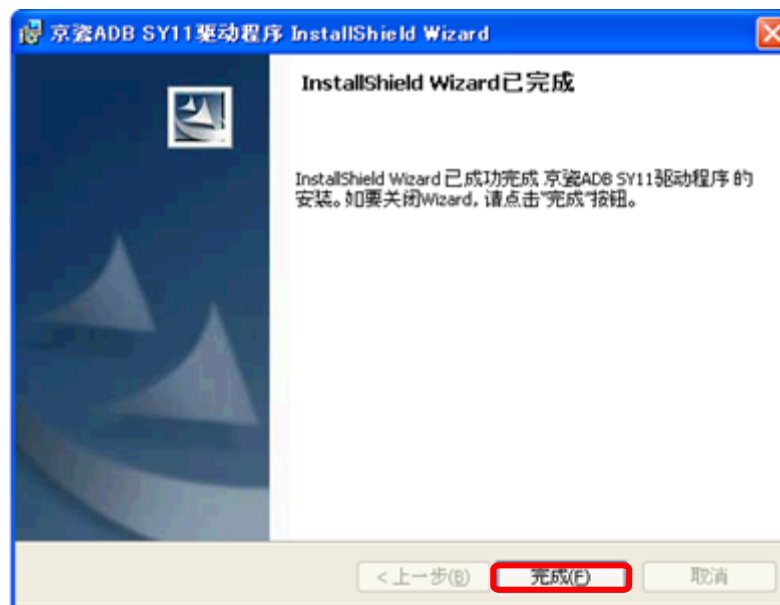 京瓷ADB SY11驱动程序 InstallShield Wizard
InstallShield Wizard已完成
InstallShield Wizard 已成功完成 京瓷ADB SY11驱动程序 的
安装。如要关闭Wizard, 请点击"完成"按钮。
<上一步(B)
完成(F)
取消